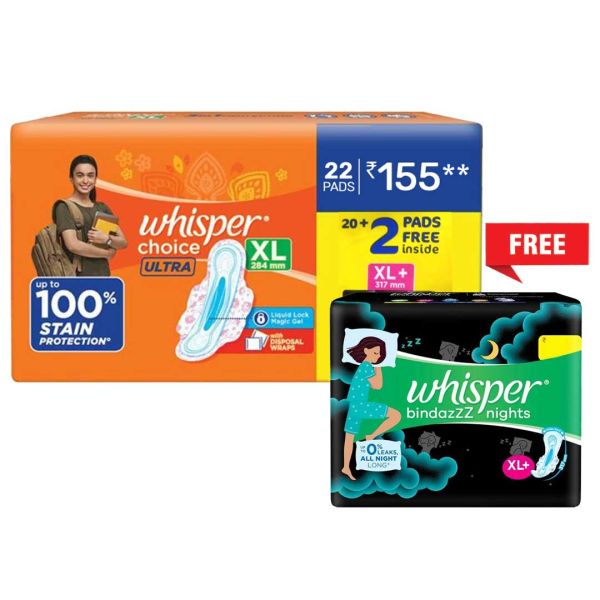 22 PADS
₹155**
20+2 PADS FREE inside
XL+
317 mm
whisper®
choice
ULTRA
XL
284 mm
up to
100%
STAIN
PROTECTION*
Liquid Lock
Magic Gel
with
DISPOSAL
WRAPS
FREE
whisper®
bindazZZ nights
UP TO 0%
LEAKS,
ALL NIGHT
LONG*
XL+